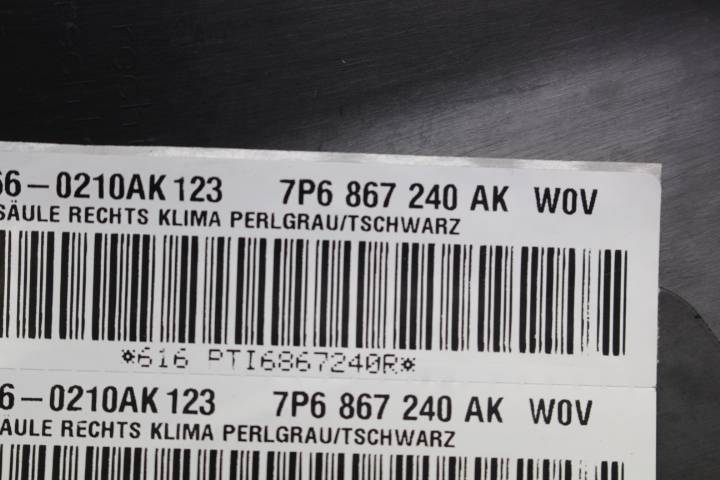 66-0210AK 123 7P6 867 240 AK W0V
SÄULE RECHTS KLIMA PERLGRAU/TSCHWARZ
*616 PTI6867240R*
6-0210AK 123 7P6 867 240 AK W0V
ÄULE RECHTS KLIMA PERLGRAU/TSCHWARZ